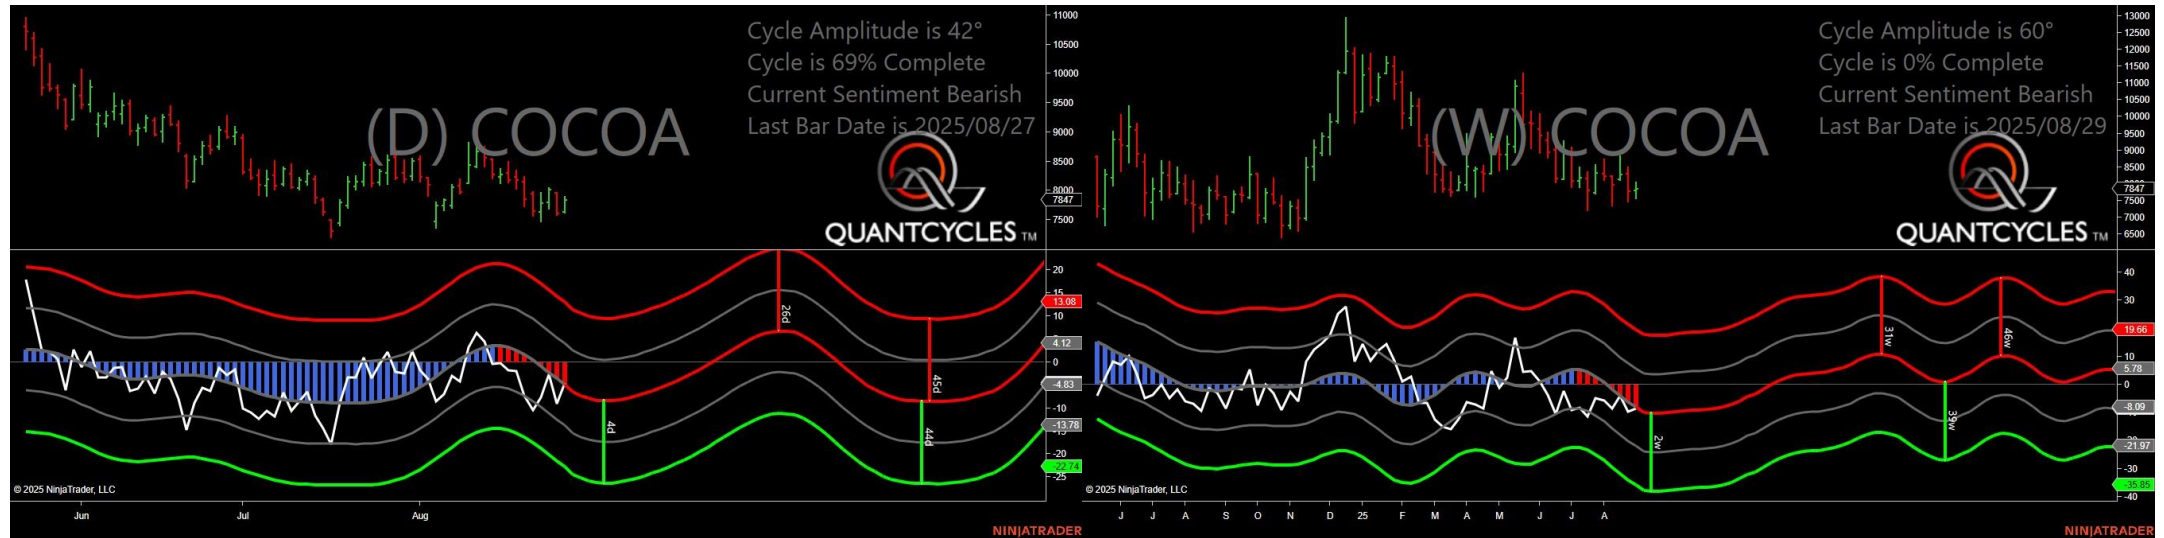 Cycle Amplitude is 42°
Cycle is 69% Complete
Current Sentiment Bearish
Last Bar Date is 2025/08/27
(D) COCOA
QUANTCYCLES TM
11000
10500
10000
9500
9000
8500
8000
7847
7500
20
15
13.08
10
4.12
0
-4.83
-10
-13.78
-20
-22.74
-25
4d
26d
44d
45d
© 2025 NinjaTrader, LLC
Jun Jul Aug
NINJATRADER
Cycle Amplitude is 60°
Cycle is 0% Complete
Current Sentiment Bearish
Last Bar Date is 2025/08/29
(W) COCOA
QUANTCYCLES TM
13000
12500
12000
11500
11000
10500
10000
9500
9000
8500
8000
7847
7500
7000
6500
40
30
19.66
10
5.78
0
-8.09
-21.97
-30
-35.85
-40
2w
31w
39w
46w
© 2025 NinjaTrader, LLC
J J A S O N D 25 F M A M J J A
NINJATRADER